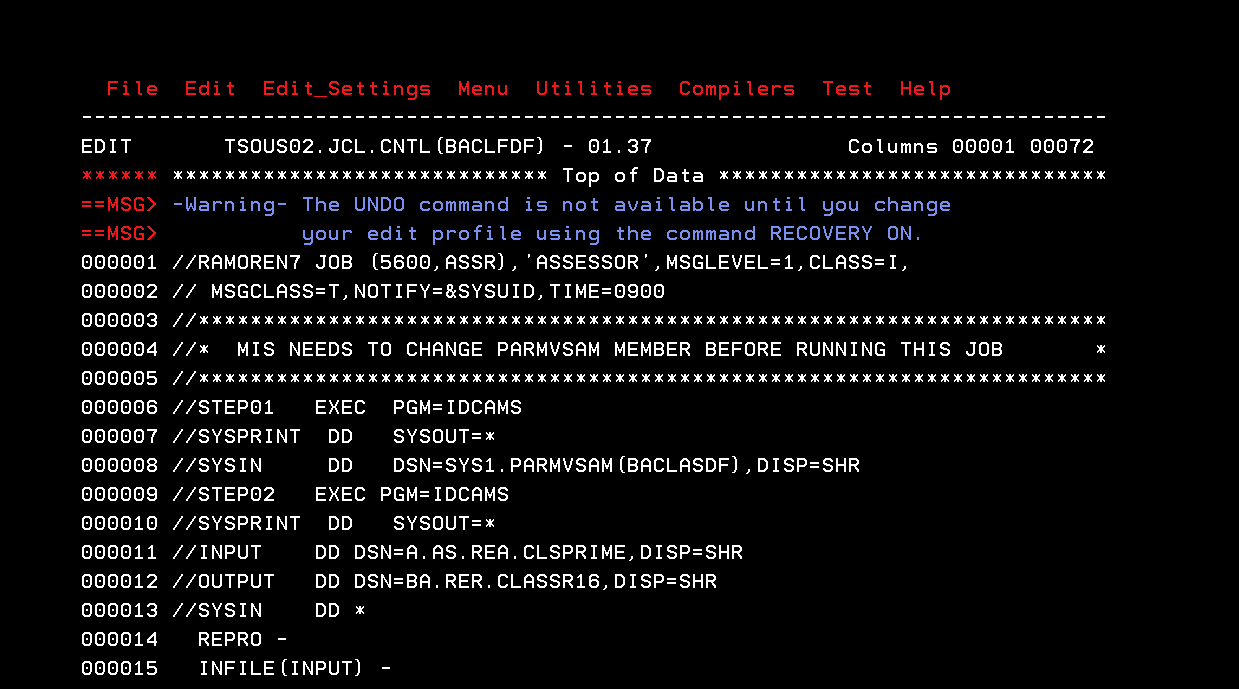 File  Edit  Edit_Settings  Menu  Utilities  Compilers  Test  Help
-------------------------------------------------------------------------------
EDIT       TSOUS02.JCL.CNTL(BACLFDF) - 01.37               Columns 00001 00072
****** ***************************** Top of Data ******************************
==MSG> -Warning- The UNDO command is not available until you change
==MSG>           your edit profile using the command RECOVERY ON.
000001 //RAMOREN7 JOB (5600,ASSR),'ASSESSOR',MSGLEVEL=1,CLASS=I,
000002 // MSGCLASS=T,NOTIFY=&SYSUID,TIME=0900
000003 //**********************************************************************
000004 //*  MIS NEEDS TO CHANGE PARMVSAM MEMBER BEFORE RUNNING THIS JOB       *
000005 //**********************************************************************
000006 //STEP01   EXEC  PGM=IDCAMS
000007 //SYSPRINT  DD   SYSOUT=*
000008 //SYSIN     DD   DSN=SYS1.PARMVSAM(BACLASDF),DISP=SHR
000009 //STEP02   EXEC PGM=IDCAMS
000010 //SYSPRINT  DD   SYSOUT=*
000011 //INPUT    DD DSN=A.AS.REA.CLSPRIME,DISP=SHR
000012 //OUTPUT   DD DSN=BA.RER.CLASSR16,DISP=SHR
000013 //SYSIN    DD *
000014   REPRO -
000015   INFILE(INPUT) -